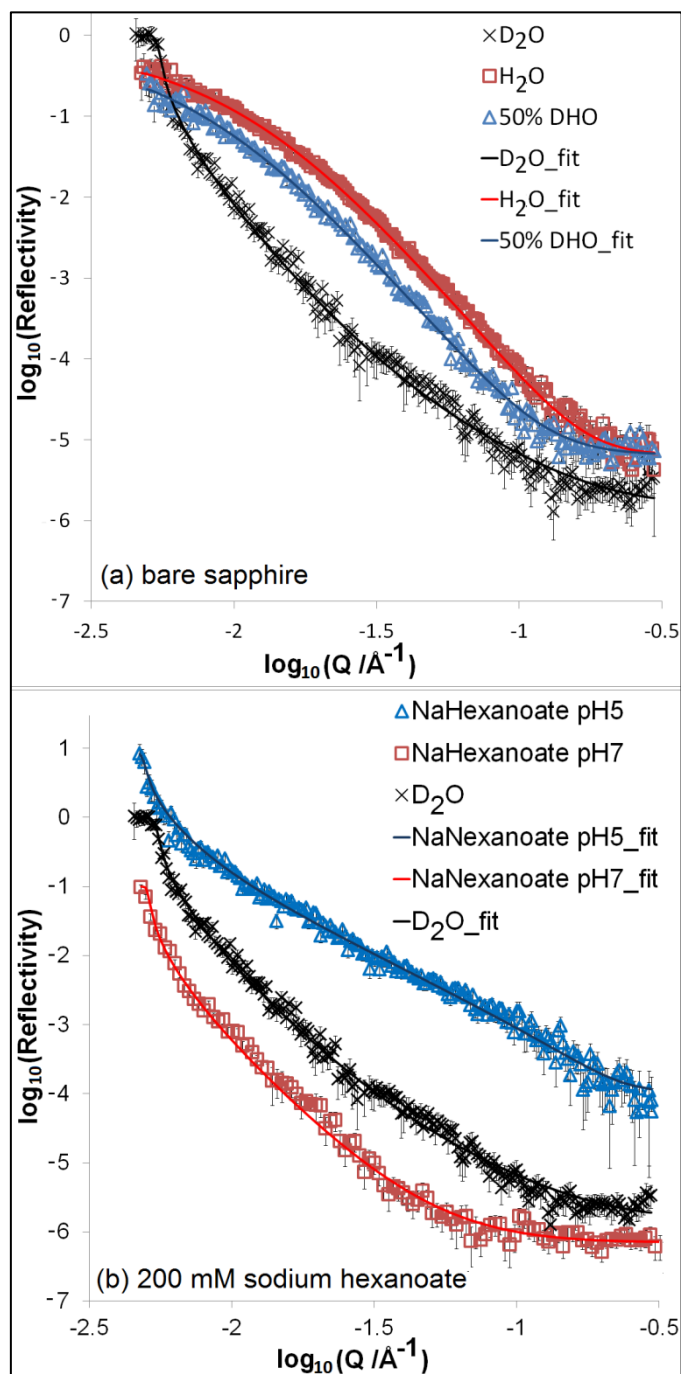 0
-1
-2
-3
-4
-5
-6
-7
-2.5
-2
-1.5
-1
-0.5
log₁₀(Reflectivity)
log₁₀(Q /Å⁻¹)
D₂O
H₂O
50% DHO
D₂O_fit
H₂O_fit
50% DHO_fit
(a) bare sapphire
1
0
-1
-2
-3
-4
-5
-6
-7
-2.5
-2
-1.5
-1
-0.5
log₁₀(Reflectivity)
log₁₀(Q /Å⁻¹)
NaHexanoate pH5
NaHexanoate pH7
D₂O
NaNexanoate pH5_fit
NaNexanoate pH7_fit
D₂O_fit
(b) 200 mM sodium hexanoate